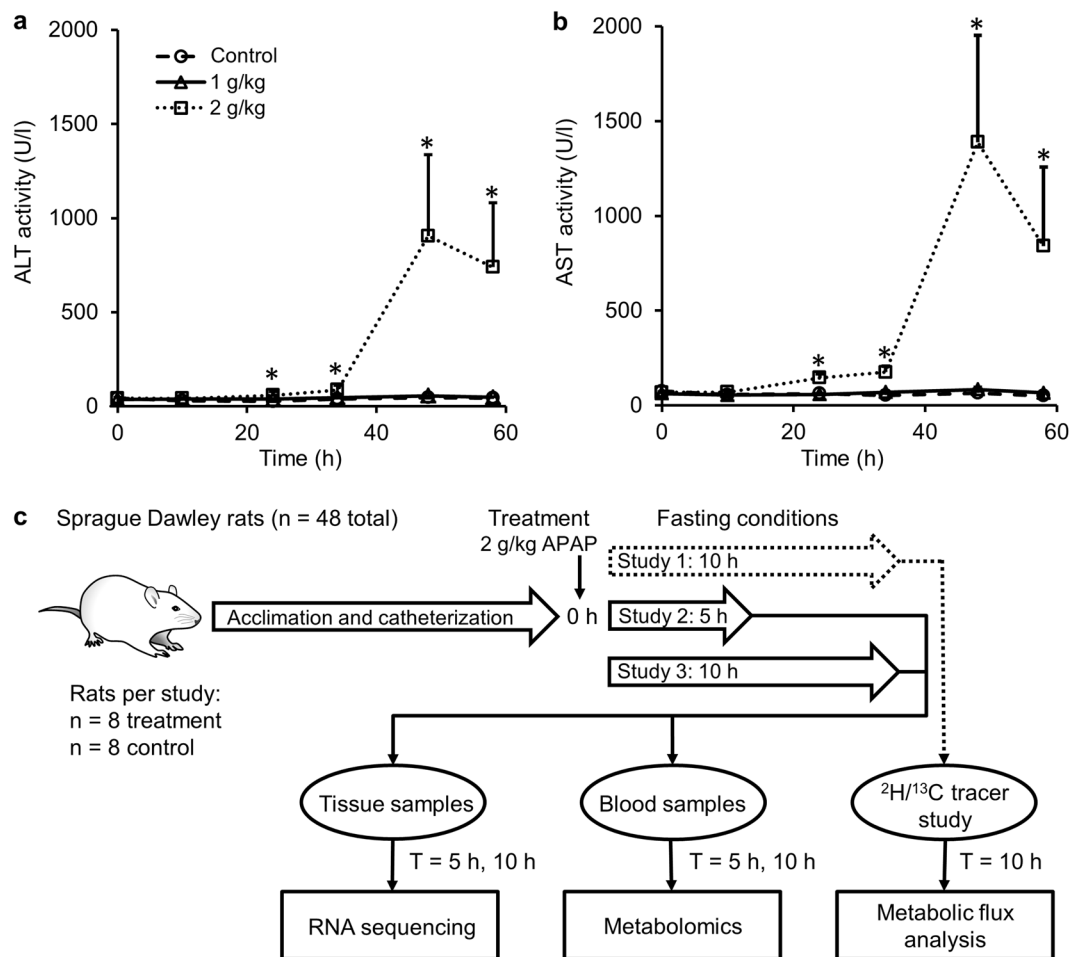 a
ALT activity (U/l)
2000
1500
1000
500
0
0
20
40
60
Time (h)
Control
1 g/kg
2 g/kg
*
*
*
*
b
AST activity (U/l)
2000
1500
1000
500
0
0
20
40
60
Time (h)
*
*
*
*
c
Sprague Dawley rats (n = 48 total)
Treatment
2 g/kg APAP
Fasting conditions
Acclimation and catheterization
0 h
Study 1: 10 h
Study 2: 5 h
Study 3: 10 h
Rats per study:
n = 8 treatment
n = 8 control
Tissue samples
Blood samples
²H/¹³C tracer
study
T = 5 h, 10 h
T = 5 h, 10 h
T = 10 h
RNA sequencing
Metabolomics
Metabolic flux
analysis